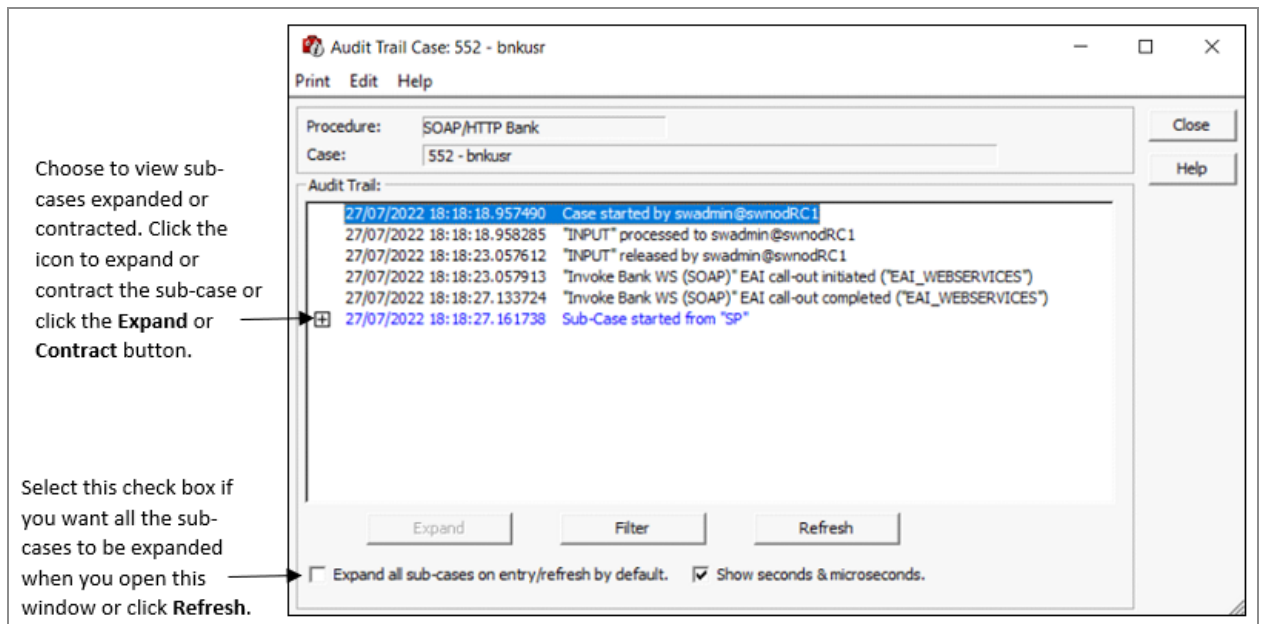 Audit Trail Case: 552 - bnkusr
Print Edit Help
Procedure: SOAP/HTTP Bank
Case: 552 - bnkusr
Close
Help
Audit Trail:
27/07/2022 18:18:18.957490 Case started by swadmin@swnodRC1
27/07/2022 18:18:18.958285 "INPUT" processed to swadmin@swnodRC1
27/07/2022 18:18:23.057612 "INPUT" released by swadmin@swnodRC1
27/07/2022 18:18:23.057913 "Invoke Bank WS (SOAP)" EAI call-out initiated ("EAI_WEBSERVICES")
27/07/2022 18:18:27.133724 "Invoke Bank WS (SOAP)" EAI call-out completed ("EAI_WEBSERVICES")
27/07/2022 18:18:27.161738 Sub-Case started from "SP"
Expand Filter Refresh
Expand all sub-cases on entry/refresh by default. Show seconds & microseconds.
Choose to view sub-
cases expanded or
contracted. Click the
icon to expand or
contract the sub-case or
click the Expand or
Contract button.
Select this check box if
you want all the sub-
cases to be expanded
when you open this
window or click Refresh.